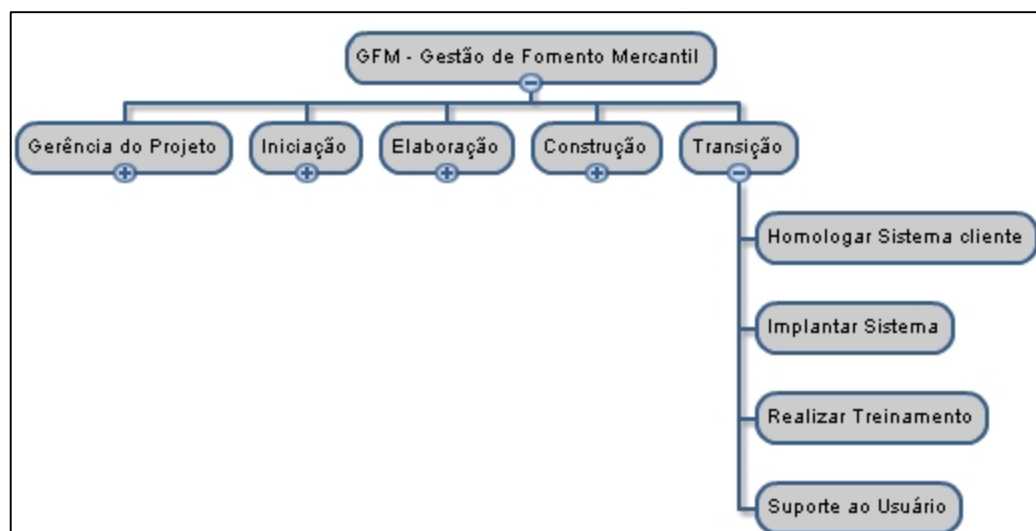 GFM - Gestão de Fomento Mercantil
Gerência do Projeto
Iniciação
Elaboração
Construção
Transição
Homologar Sistema cliente
Implantar Sistema
Realizar Treinamento
Suporte ao Usuário